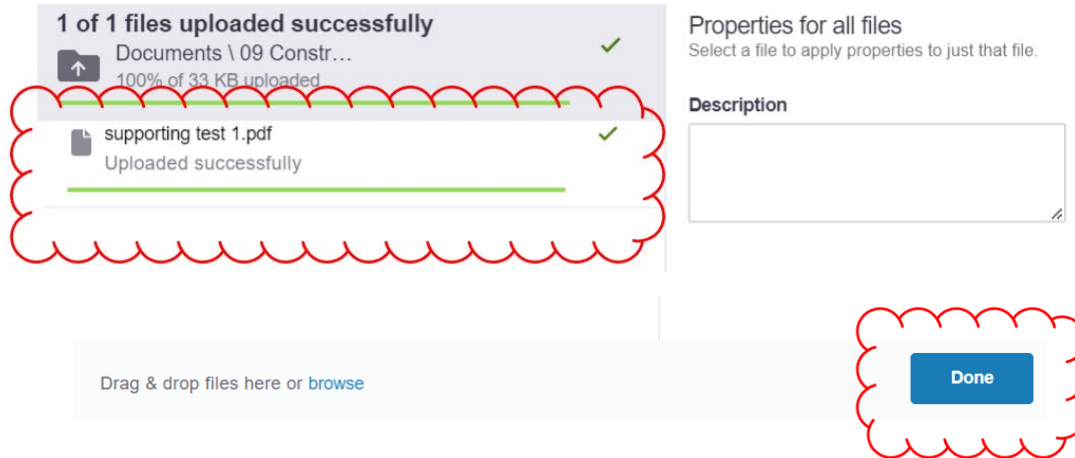 1 of 1 files uploaded successfully
Documents \ 09 Constr…
100% of 33 KB uploaded
supporting test 1.pdf
Uploaded successfully
Properties for all files
Select a file to apply properties to just that file.
Description
Drag & drop files here or browse
Done